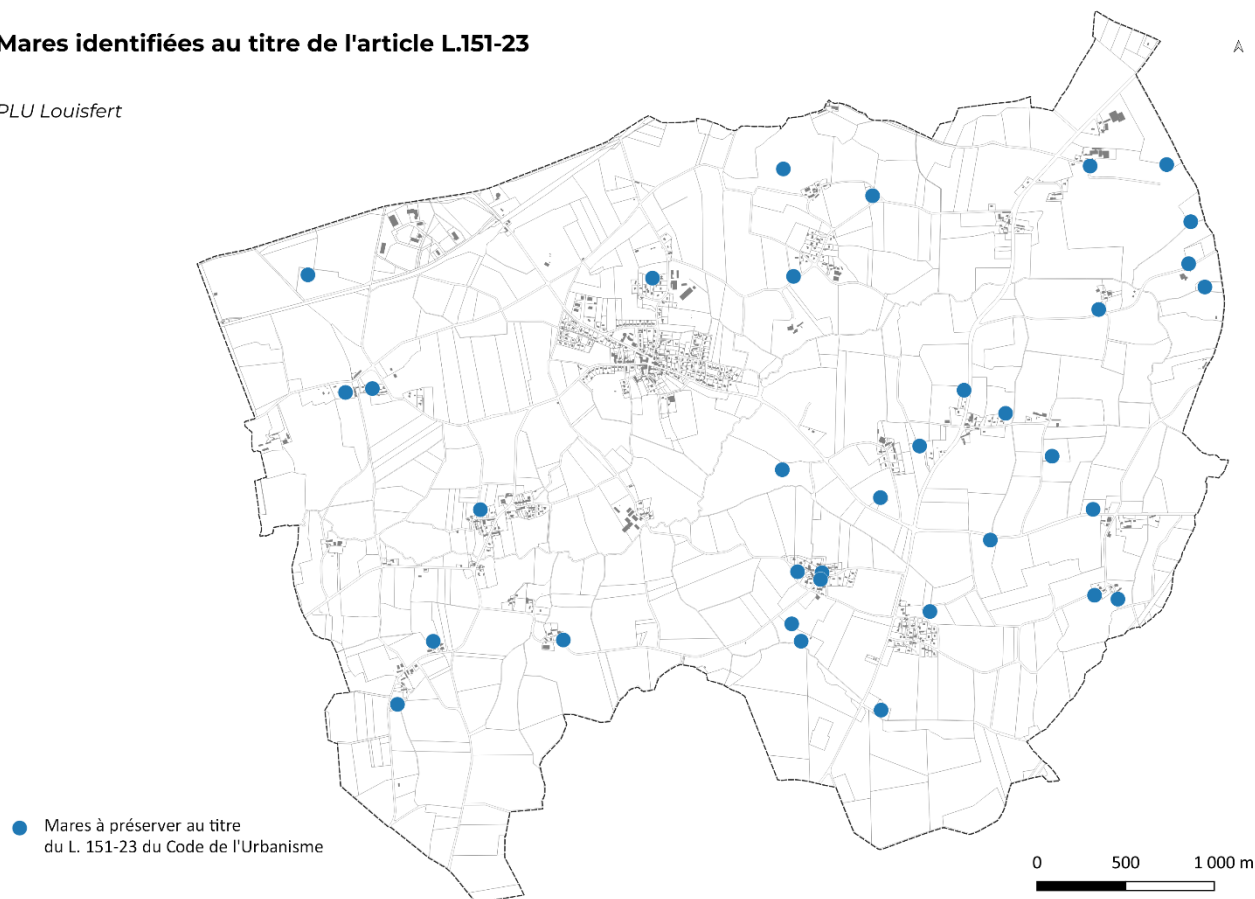 Mares identifiées au titre de l'article L.151-23
PLU Louisfert
Mares à préserver au titre
du L. 151-23 du Code de l'Urbanisme
0 500 1 000 m